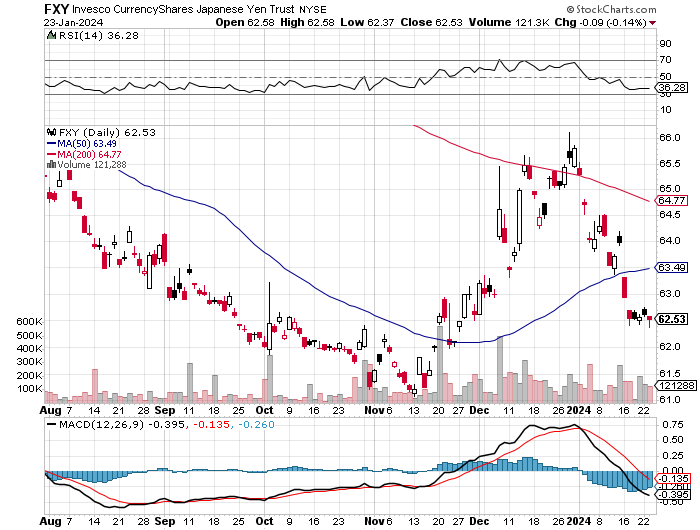 FXY Invesco CurrencyShares Japanese Yen Trust NYSE
© StockCharts.com
23-Jan-2024
Open 62.58 High 62.58 Low 62.37 Close 62.53 Volume 121.3K Chg -0.09 (-0.14%)
RSI(14) 36.28
90
70
50
36.28
30
10
FXY (Daily) 62.53
MA(50) 63.49
MA(200) 64.77
Volume 121,288
66.0
65.5
65.0
64.77
64.5
64.0
63.49
63.0
62.53
62.0
61.5
121288
61.0
600K
500K
400K
300K
200K
100K
Aug 7 14 21 28 Sep 11 18 25 Oct 9 16 23 Nov 6 13 20 27 Dec 11 18 26 2024 8 16 22
MACD(12,26,9) -0.395, -0.135, -0.260
0.75
0.50
0.25
0.00
-0.135
-0.260
-0.395
-0.50
Aug 7 14 21 28 Sep 11 18 25 Oct 9 16 23 Nov 6 13 20 27 Dec 11 18 26 2024 8 16 22